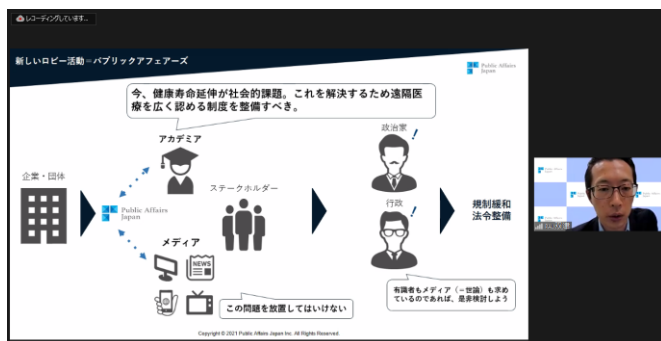 レコーディングしています...
新しいロビー活動=パブリックアフェアーズ
Public Affairs
Japan
今、健康寿命延伸が社会的課題。これを解決するため遠隔医
療を広く認める制度を整備すべき。
アカデミア
政治家
企業・団体
ステークホルダー
Public Affairs
Japan
行政
規制緩和
法令整備
メディア
NEWS
この問題を放置してはいけない
有識者もメディア(=世論)も求め
ているのであれば、是非検討しよう
Copyright © 2021 Public Affairs Japan Inc. All Rights Reserved.